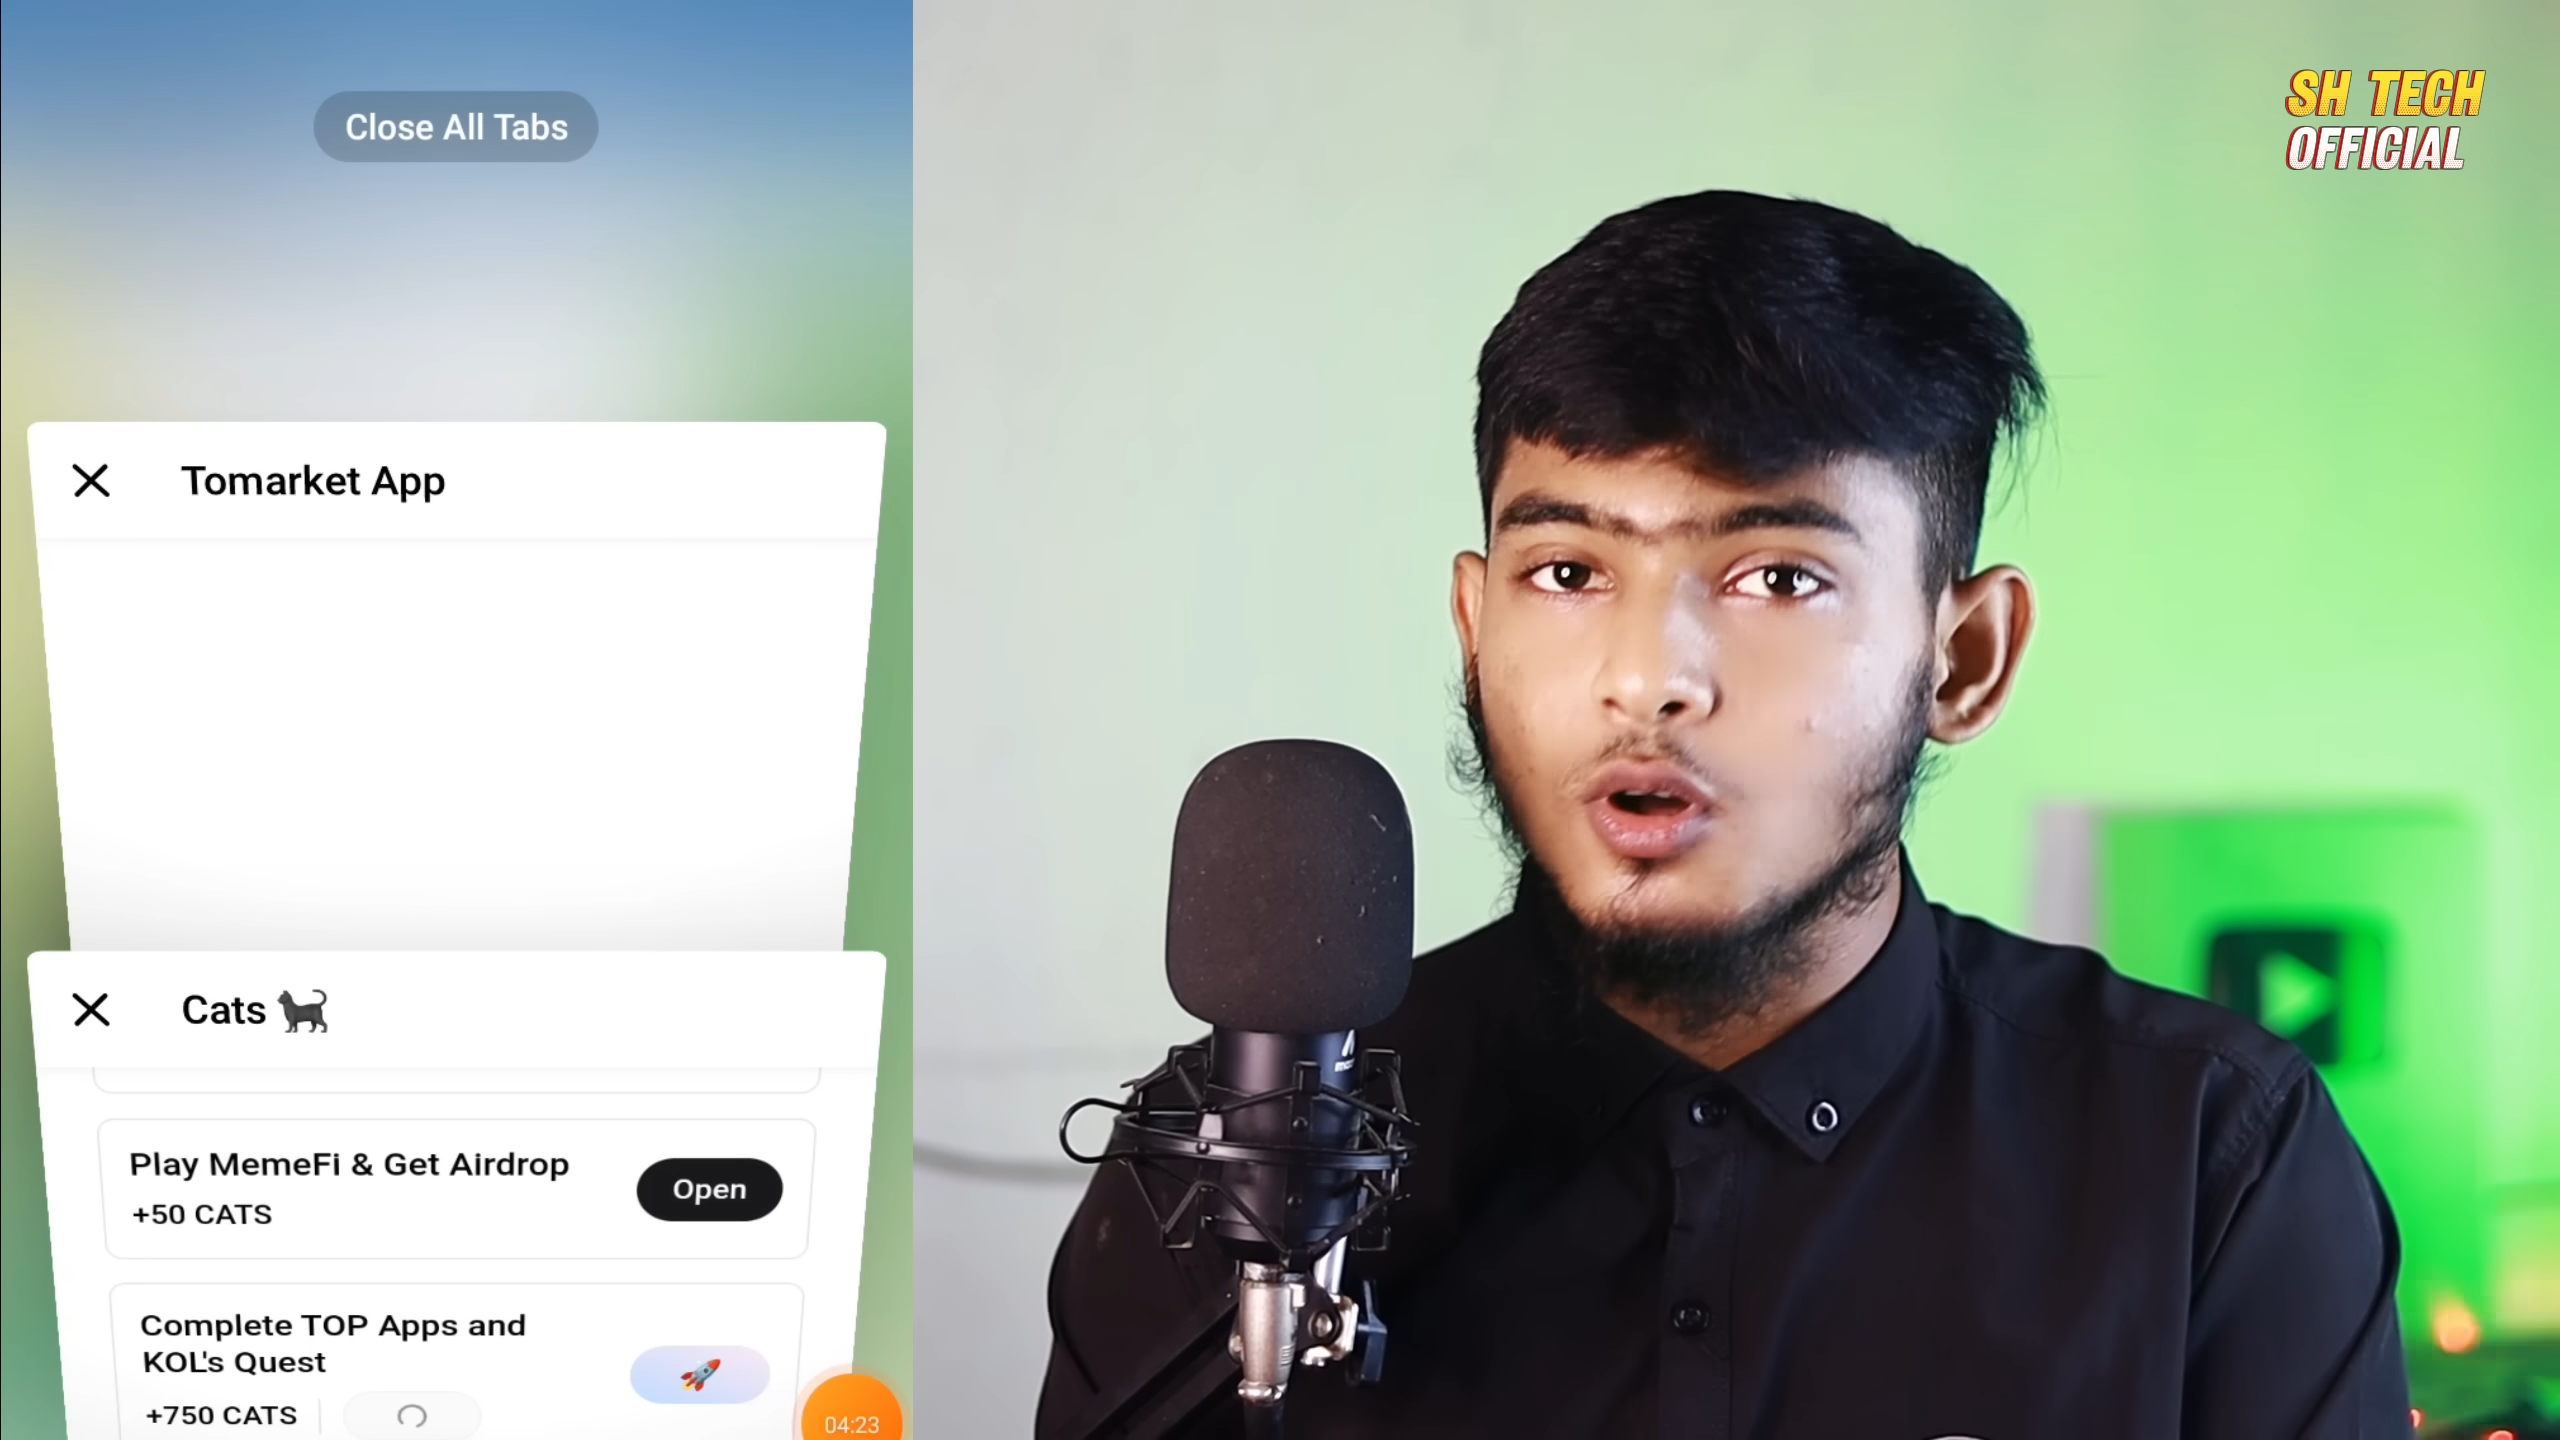 Close All Tabs
Tomarket App
Cats 🐈‍⬛
Play MemeFi & Get Airdrop
+50 CATS
Open
Complete TOP Apps and
KOL's Quest
+750 CATS
🚀
04:23
SH TECH
OFFICIAL